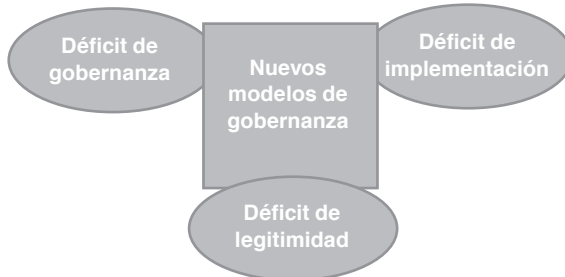 Déficit de
gobernanza
Nuevos
modelos de
gobernanza
Déficit de
implementación
Déficit de
legitimidad